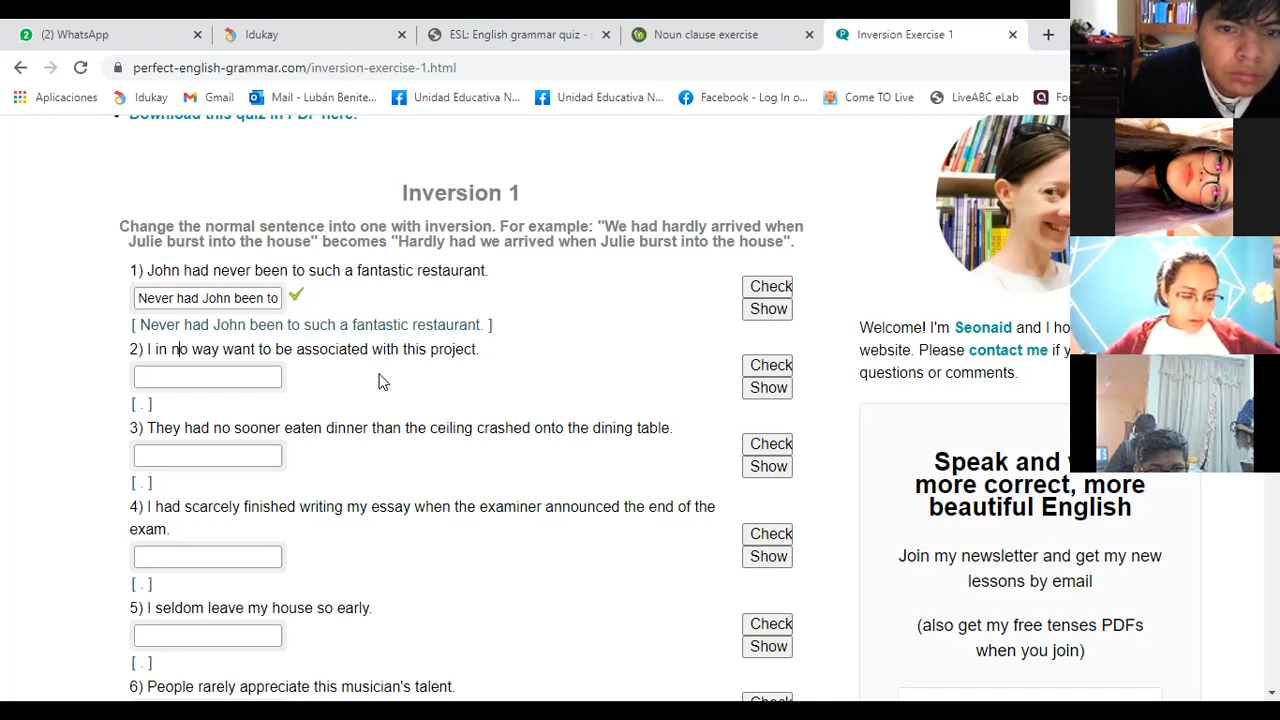 (2) WhatsApp
Idukay
ESL: English grammar quiz -
Noun clause exercise
Inversion Exercise 1
perfect-english-grammar.com/inversion-exercise-1.html
Aplicaciones
Idukay
Gmail
Mail - Lubán Benite...
Unidad Educativa N...
Unidad Educativa N...
Facebook - Log In o...
Come TO Live
LiveABC eLab
Fo
Download this quiz in PDF here.
Inversion 1
Change the normal sentence into one with inversion. For example: "We had hardly arrived when
Julie burst into the house" becomes "Hardly had we arrived when Julie burst into the house".
1) John had never been to such a fantastic restaurant.
Never had John been to
[ Never had John been to such a fantastic restaurant. ]
Check
Show
2) I in no way want to be associated with this project.
[ . ]
Check
Show
3) They had no sooner eaten dinner than the ceiling crashed onto the dining table.
[ . ]
Check
Show
4) I had scarcely finished writing my essay when the examiner announced the end of the
exam.
[ . ]
Check
Show
5) I seldom leave my house so early.
[ . ]
Check
Show
6) People rarely appreciate this musician's talent.
Welcome! I'm Seonaid and I ho
website. Please contact me if y
questions or comments.
Speak and
more correct, more
beautiful English
Join my newsletter and get my new
lessons by email
(also get my free tenses PDFs
when you join)